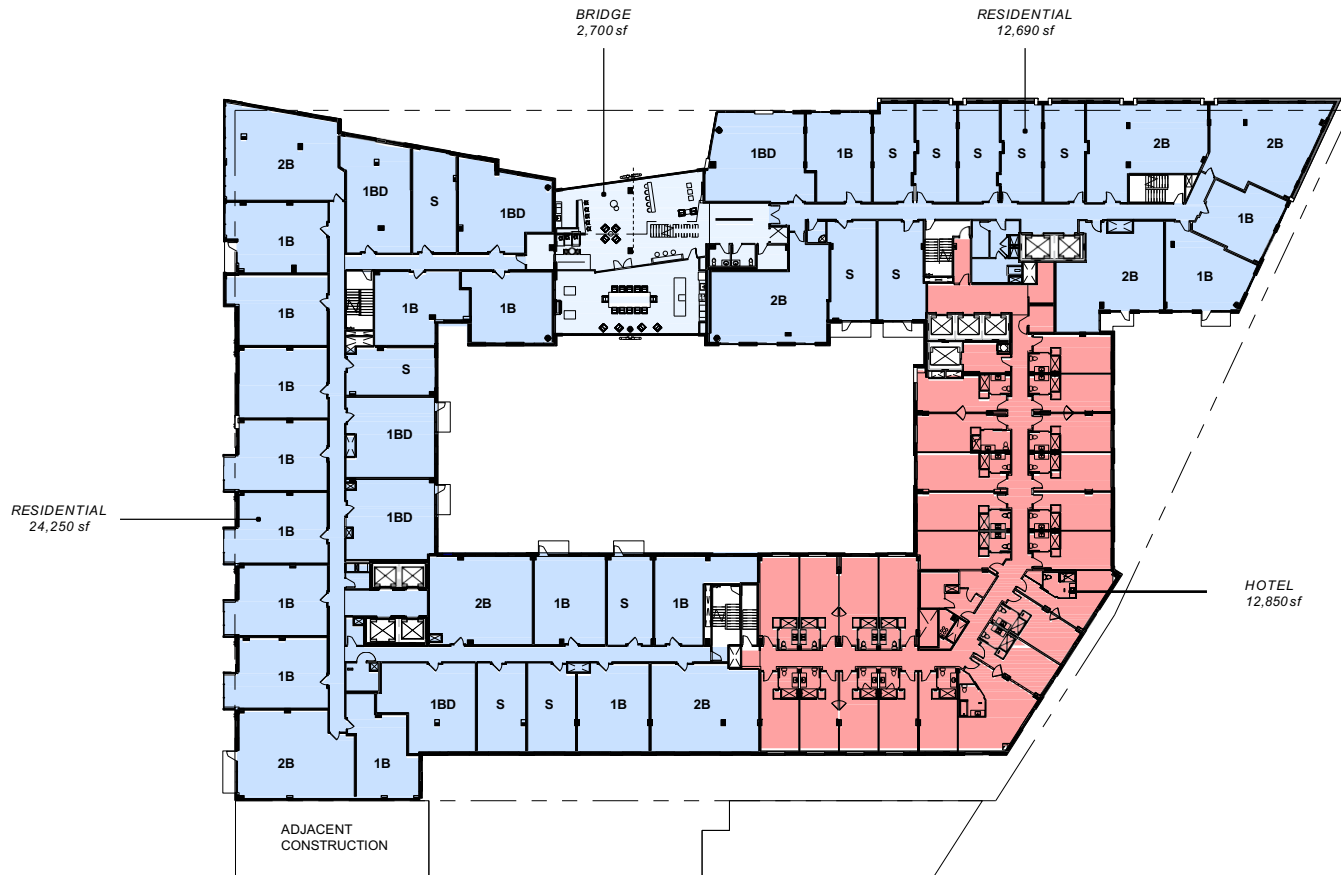 BRIDGE
2,700 sf
RESIDENTIAL
12,690 sf
2B
1BD
S
1BD
1BD
1B
S
S
S
S
S
2B
2B
1B
1B
1B
1B
2B
S
S
2B
1B
1B
1B
S
1BD
1B
1BD
RESIDENTIAL
24,250 sf
1B
1B
1B
2B
1B
S
1B
HOTEL
12,850 sf
1B
1BD
S
S
1B
2B
2B
1B
ADJACENT
CONSTRUCTION